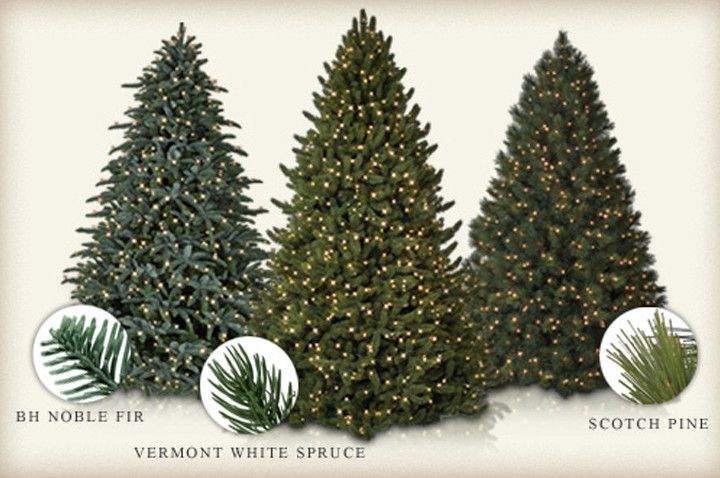 BH NOBLE FIR
VERMONT WHITE SPRUCE
SCOTCH PINE